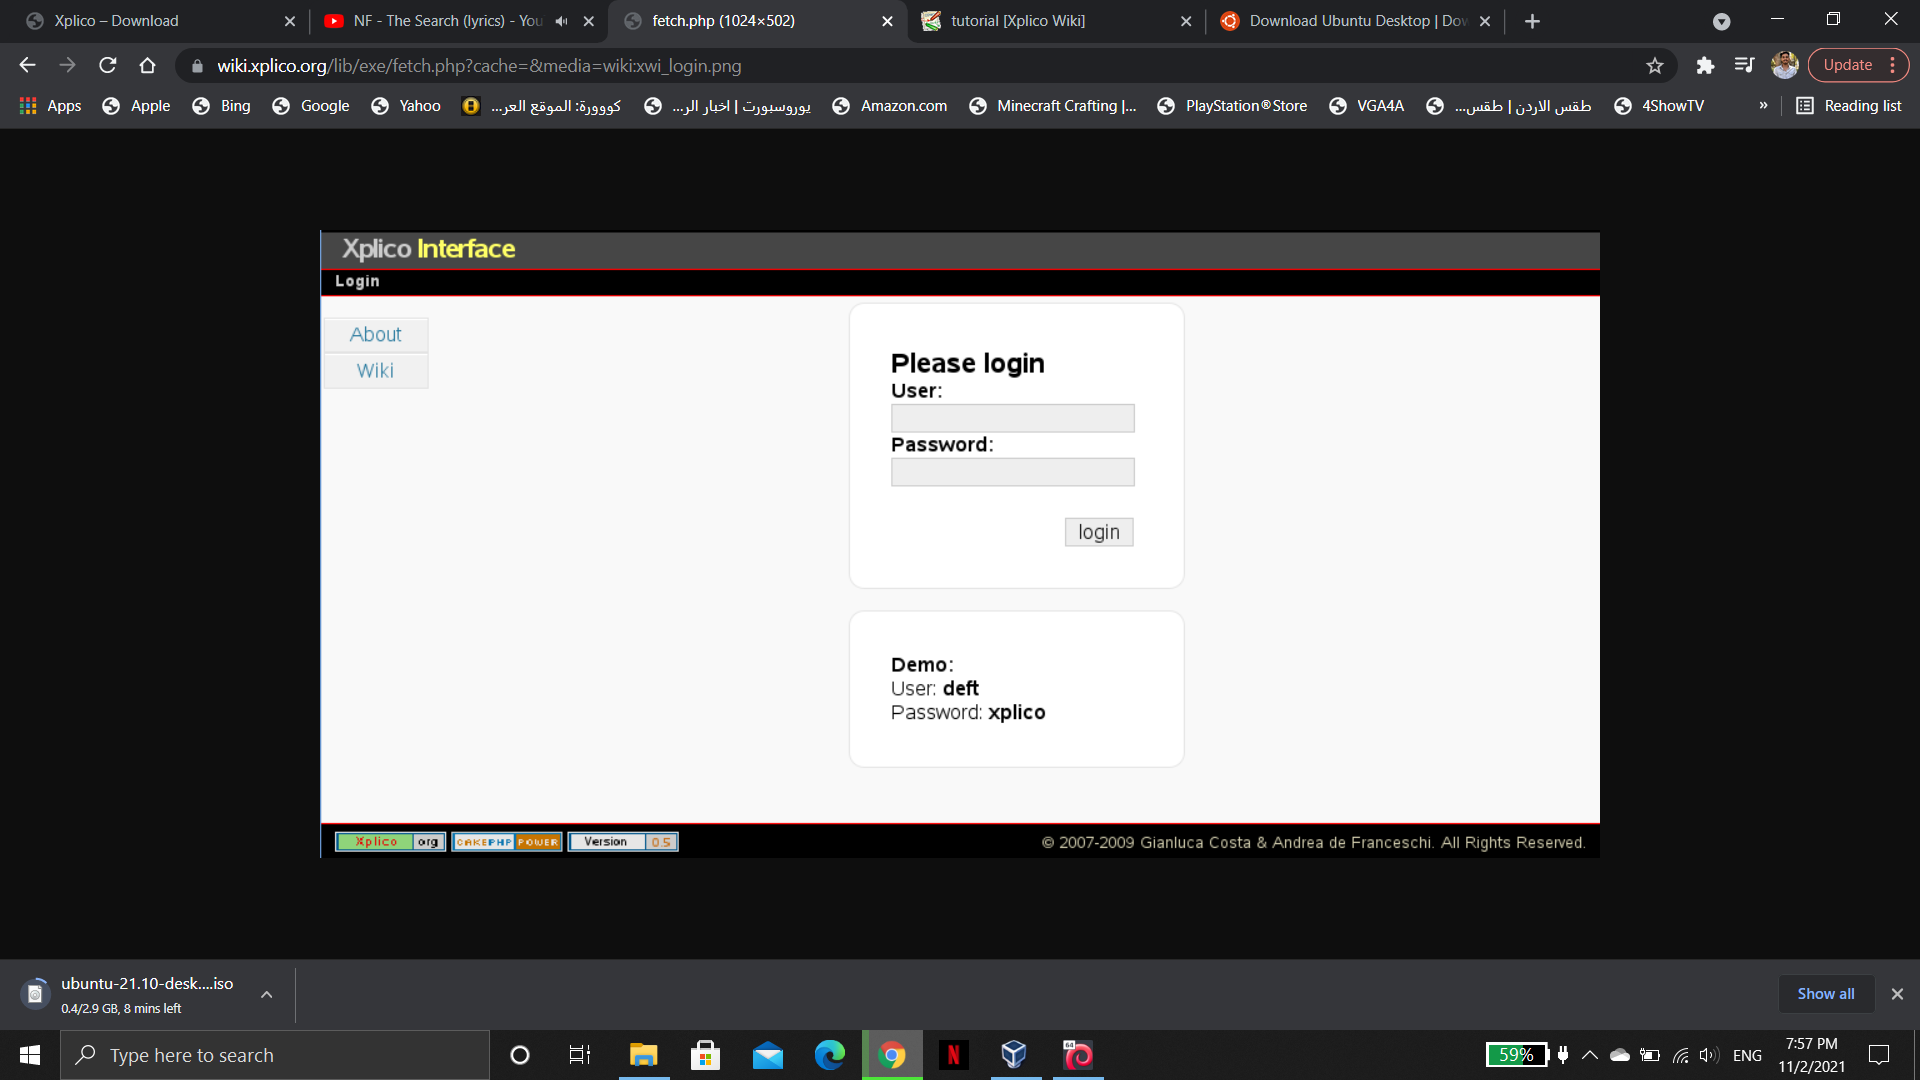 Xplico – Download
NF - The Search (lyrics) - You
fetch.php (1024×502)
tutorial [Xplico Wiki]
Download Ubuntu Desktop | Dow
wiki.xplico.org/lib/exe/fetch.php?cache=&media=wiki:xwi_login.png
Update
Apps
Apple
Bing
Google
Yahoo
كووورة: الموقع العر...
يوروسبورت | اخبار الر...
Amazon.com
Minecraft Crafting |...
PlayStation®Store
VGA4A
طقس الاردن | طقس...
4ShowTV
»
Reading list
Xplico Interface
Login
About
Wiki
Please login
User:
Password:
login
Demo:
User: deft
Password: xplico
Xplico org
CAKEPHP POWER
Version 0.5
© 2007-2009 Gianluca Costa & Andrea de Franceschi. All Rights Reserved.
ubuntu-21.10-desk....iso
0.4/2.9 GB, 8 mins left
Show all
Type here to search
N
64
59%
ENG
7:57 PM
11/2/2021